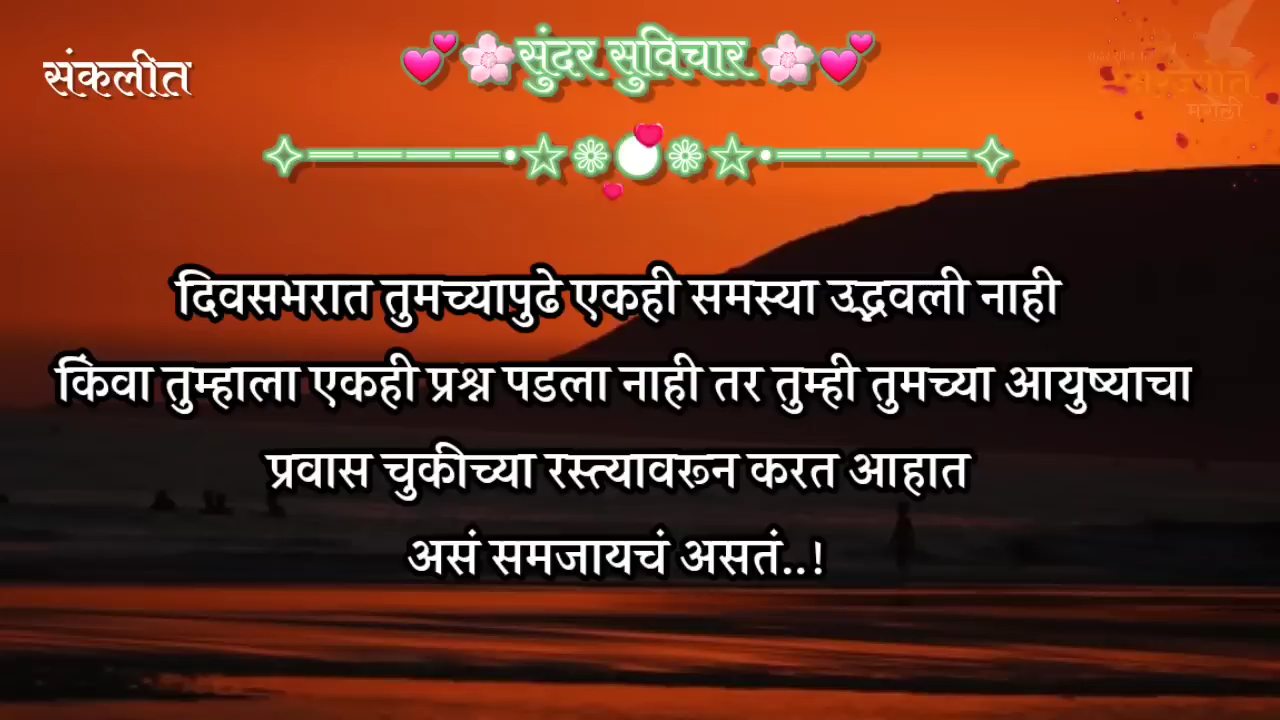 संकलीत
💕🌸सुंदर सुविचार 🌸💕
दिवसभरात तुमच्यापुढे एकही समस्या उद्भवली नाही
किंवा तुम्हाला एकही प्रश्न पडला नाही तर तुम्ही तुमच्या आयुष्याचा
प्रवास चुकीच्या रस्त्यावरून करत आहात
असं समजायचं असतं..!